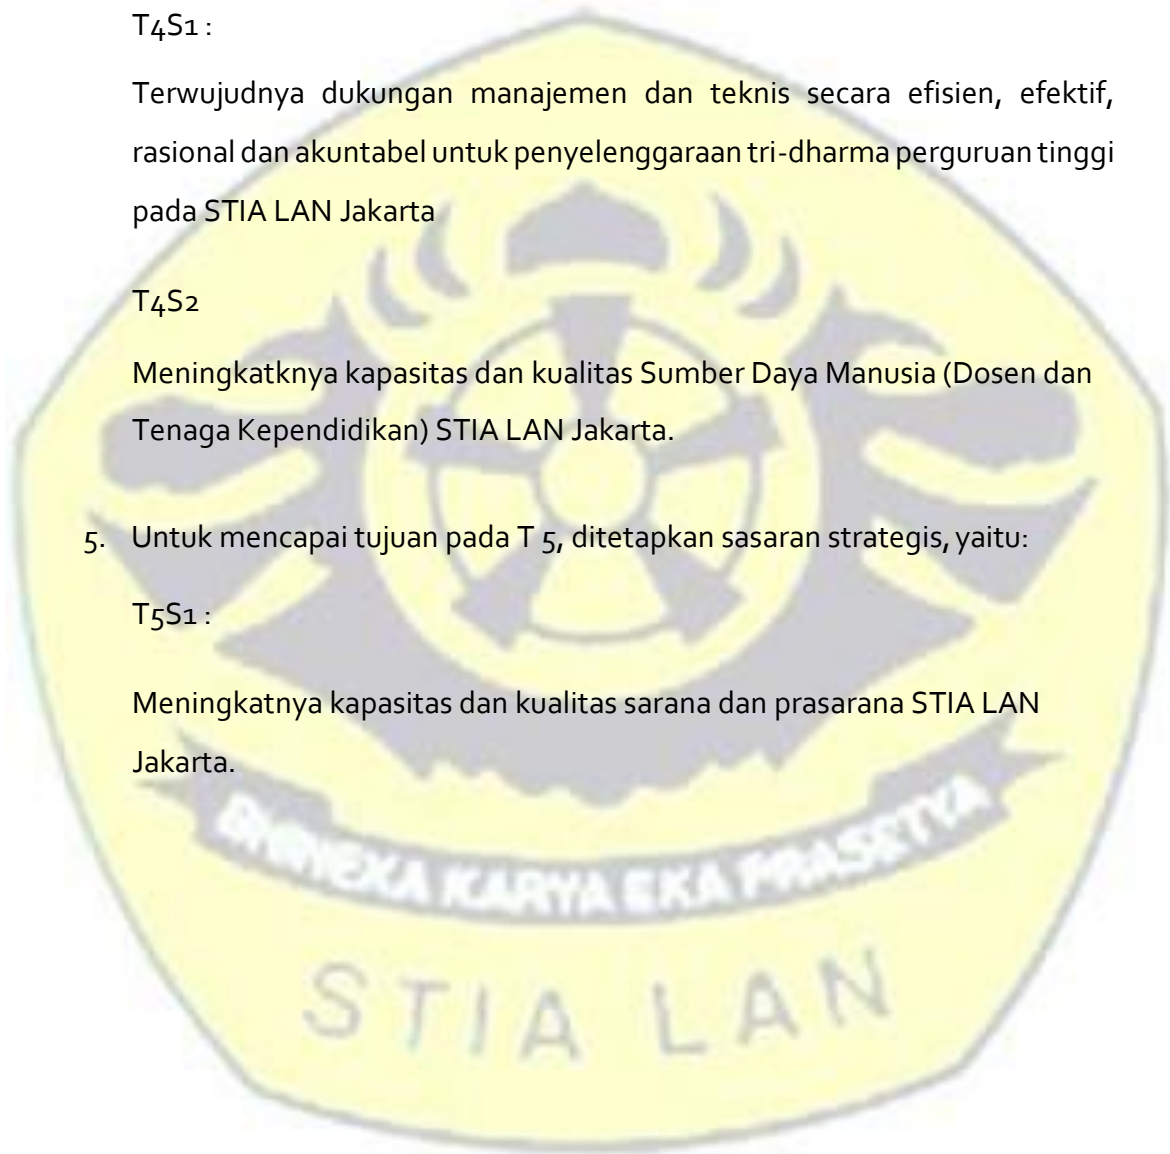 T4S1 :
Terwujudnya dukungan manajemen dan teknis secara efisien, efektif,
rasional dan akuntabel untuk penyelenggaraan tri-dharma perguruan tinggi
pada STIA LAN Jakarta
T4S2
Meningkatknya kapasitas dan kualitas Sumber Daya Manusia (Dosen dan
Tenaga Kependidikan) STIA LAN Jakarta.
5. Untuk mencapai tujuan pada T 5, ditetapkan sasaran strategis, yaitu:
T5S1 :
Meningkatnya kapasitas dan kualitas sarana dan prasarana STIA LAN
Jakarta.
BHINEKA KARYA EKA PRASETYA
STIA LAN